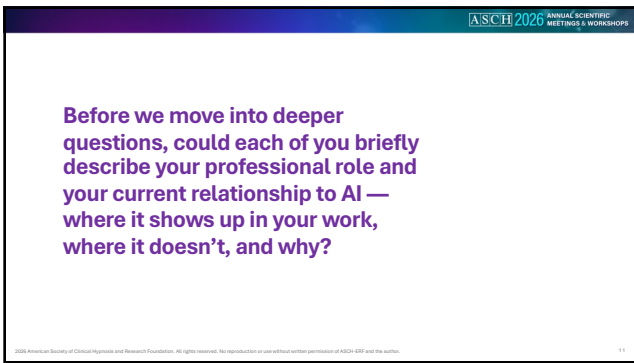 ASCH 2026 ANNUAL SCIENTIFIC
MEETINGS & WORKSHOPS
Before we move into deeper
questions, could each of you briefly
describe your professional role and
your current relationship to AI —
where it shows up in your work,
where it doesn’t, and why?
2026 American Society of Clinical Hypnosis and Research Foundation. All rights reserved. No reproduction or use without written permission of ASCH-ERF and the author.
11